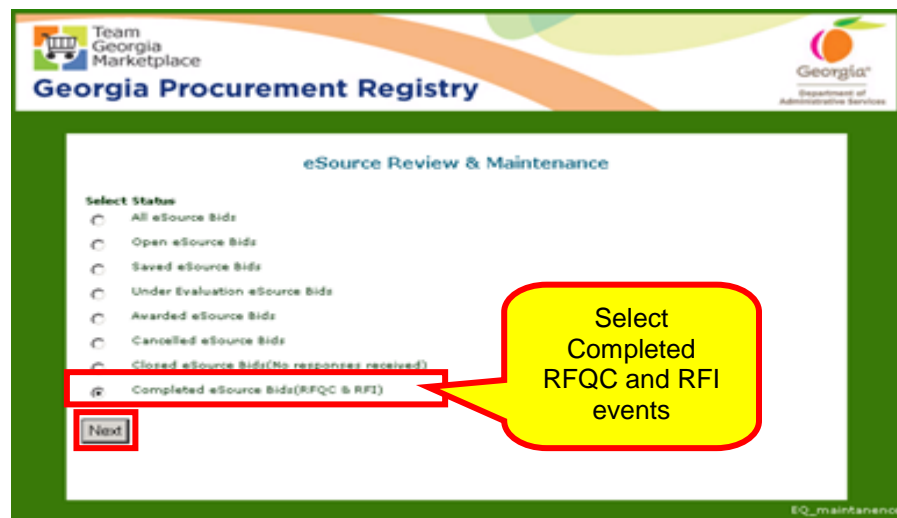 Team
Georgia
Marketplace
Georgia Procurement Registry
Georgia
Department of
Administrative Services
eSource Review & Maintenance
Select Status
All eSource Bids
Open eSource Bids
Saved eSource Bids
Under Evaluation eSource Bids
Awarded eSource Bids
Cancelled eSource Bids
Closed eSource Bids(No responses received)
Completed eSource Bids(RFQC & RFI)
Next
Select
Completed
RFQC and RFI
events
EQ_maintanenc